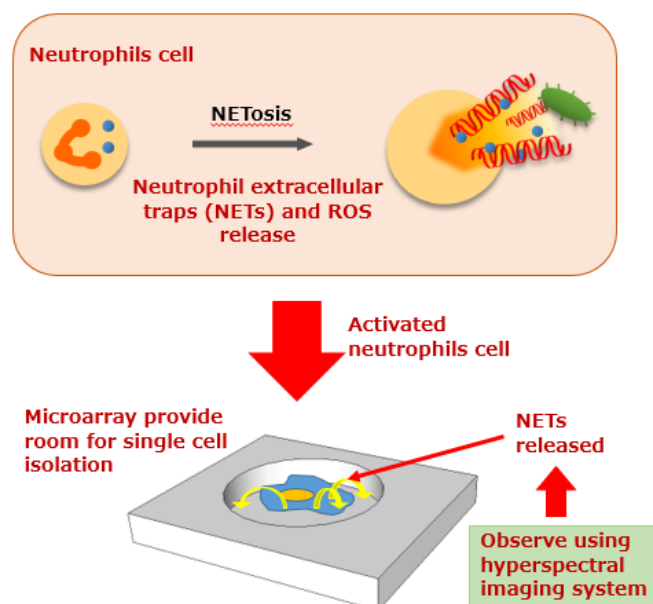 Neutrophils cell
NETosis
Neutrophil extracellular
traps (NETs) and ROS
release
Activated
neutrophils cell
Microarray provide
room for single cell
isolation
NETs
released
Observe using
hyperspectral
imaging system